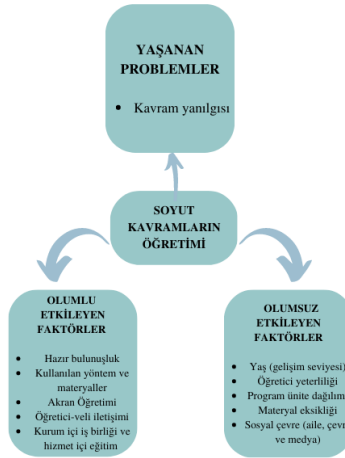 YAŞANAN
PROBLEMLER
• Kavram yanılgısı
SOYUT
KAVRAMLARIN
ÖĞRETİMİ
OLUMLU
ETKİLEYEN
FAKTÖRLER
• Hazır bulunuşluk
• Kullanılan yöntem ve
materyaller
• Akran Öğretimi
• Öğretici-veli iletişimi
• Kurum içi iş birliği ve
hizmet içi eğitim
OLUMSUZ
ETKİLEYEN
FAKTÖRLER
• Yaş (gelişim seviyesi)
• Öğretici yeterliliği
• Program ünite dağılım
• Materyal eksikliği
• Sosyal çevre (aile, çevr
ve medya)